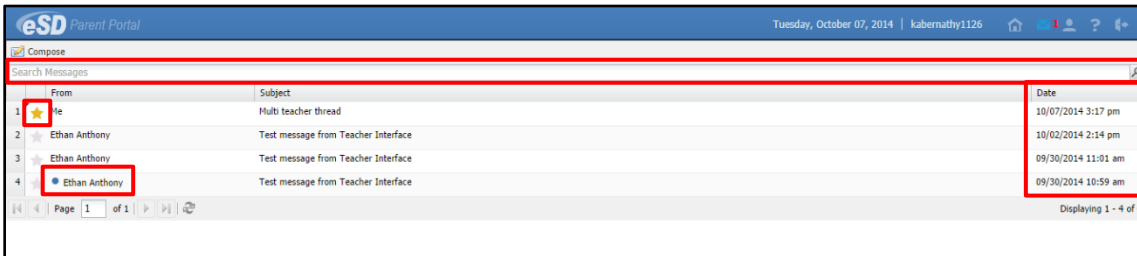 eSD Parent Portal Tuesday, October 07, 2014 | kabernathy1126 1 ?
Compose
Search Messages
From Subject Date
1 Me Multi teacher thread 10/07/2014 3:17 pm
2 Ethan Anthony Test message from Teacher Interface 10/02/2014 2:14 pm
3 Ethan Anthony Test message from Teacher Interface 09/30/2014 11:01 am
4 Ethan Anthony Test message from Teacher Interface 09/30/2014 10:59 am
Page 1 of 1 Displaying 1 - 4 of